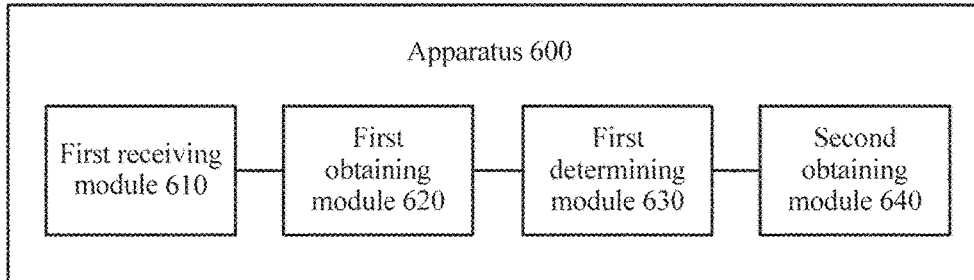 Apparatus 600
First receiving
module 610
First
obtaining
module 620
First
determining
module 630
Second
obtaining
module 640